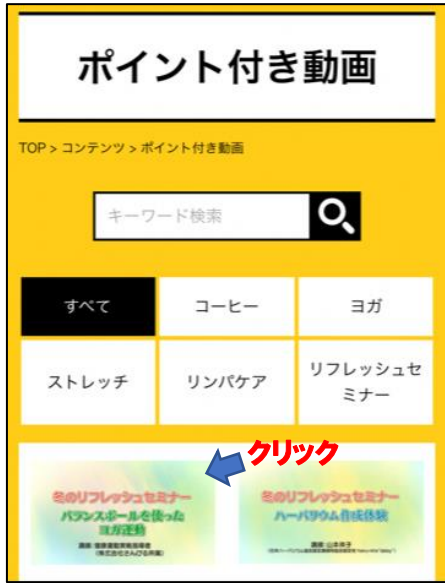 ポイント付き動画
TOP > コンテンツ > ポイント付き動画
キーワード検索
すべて
コーヒー
ヨガ
ストレッチ
リンパケア
リフレッシュセ
ミナー
クリック
冬のリフレッシュセミナー
バランスボールを使った
ヨガ運動
冬のリフレッシュセミナー
ハーバリウム作成体験